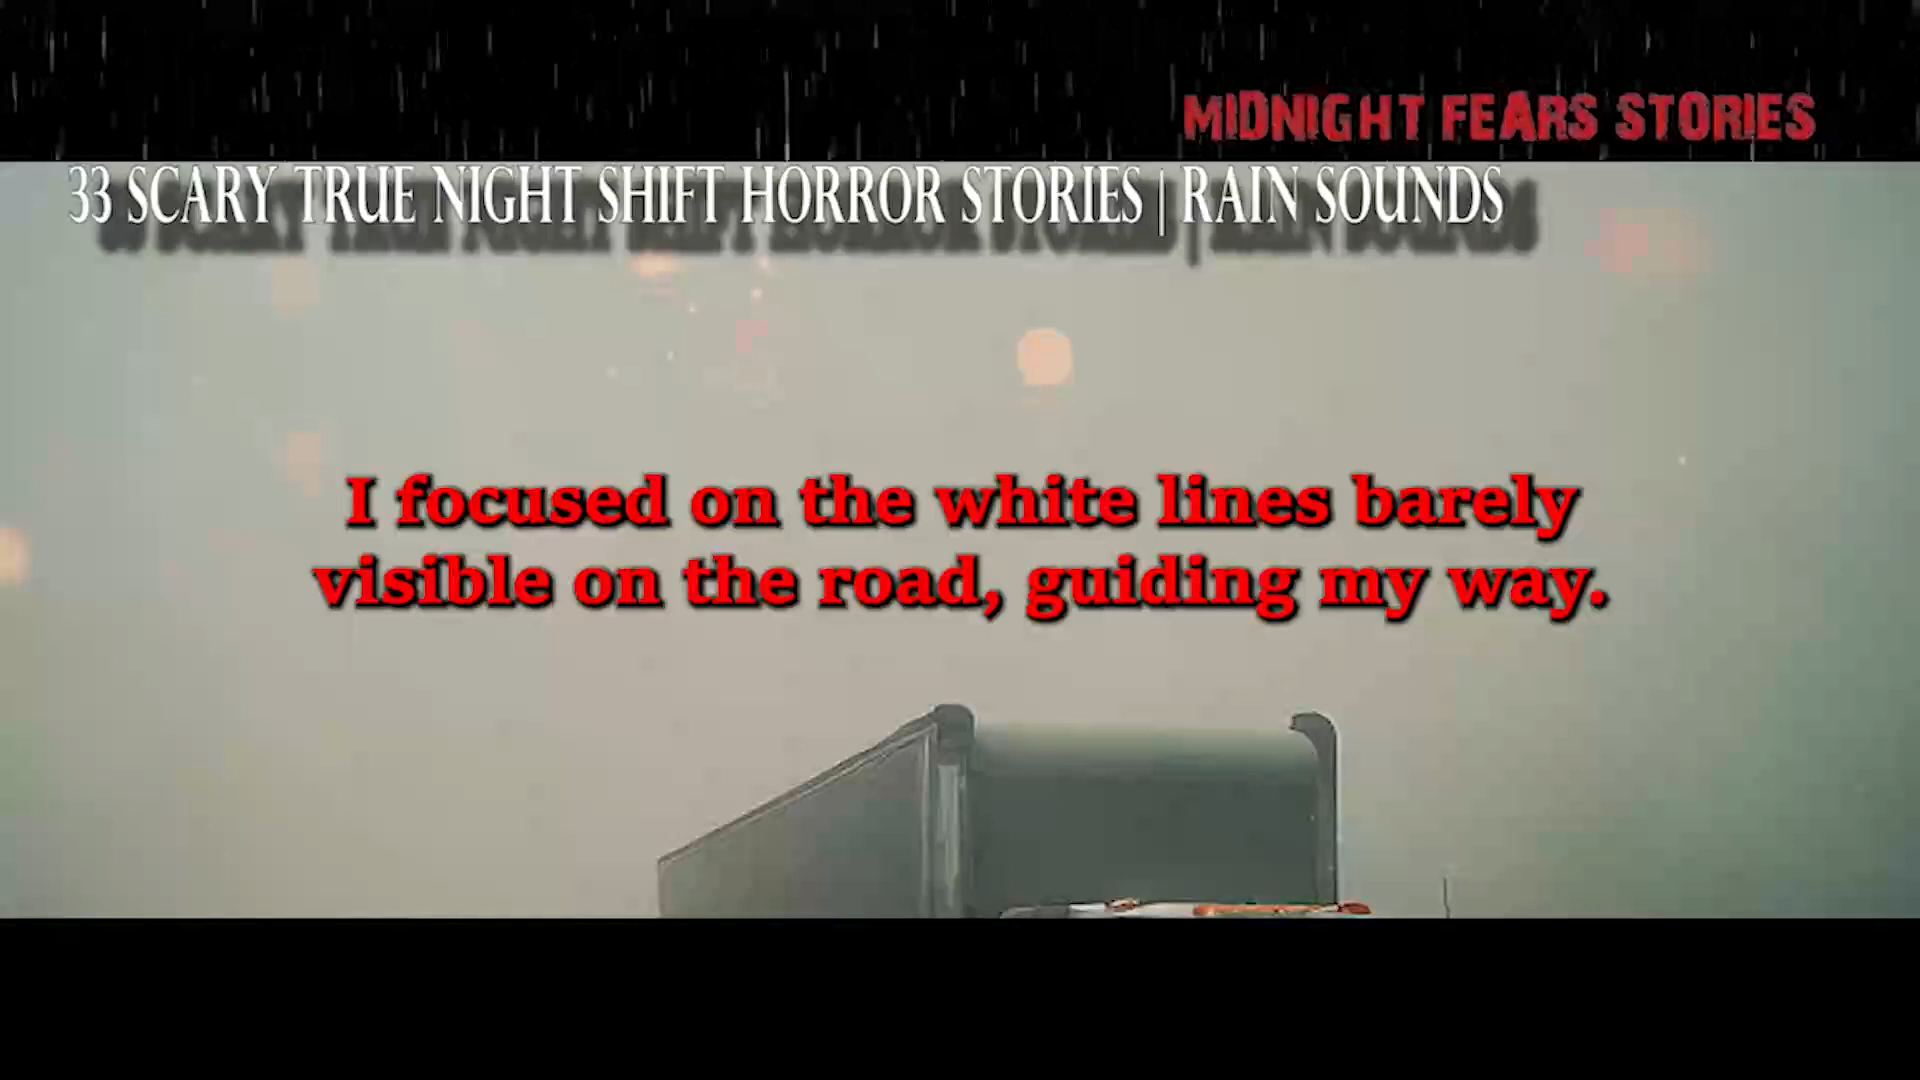 MIDNIGHT FEARS STORIES
33 SCARY TRUE NIGHT SHIFT HORROR STORIES | RAIN SOUNDS
I focused on the white lines barely
visible on the road, guiding my way.